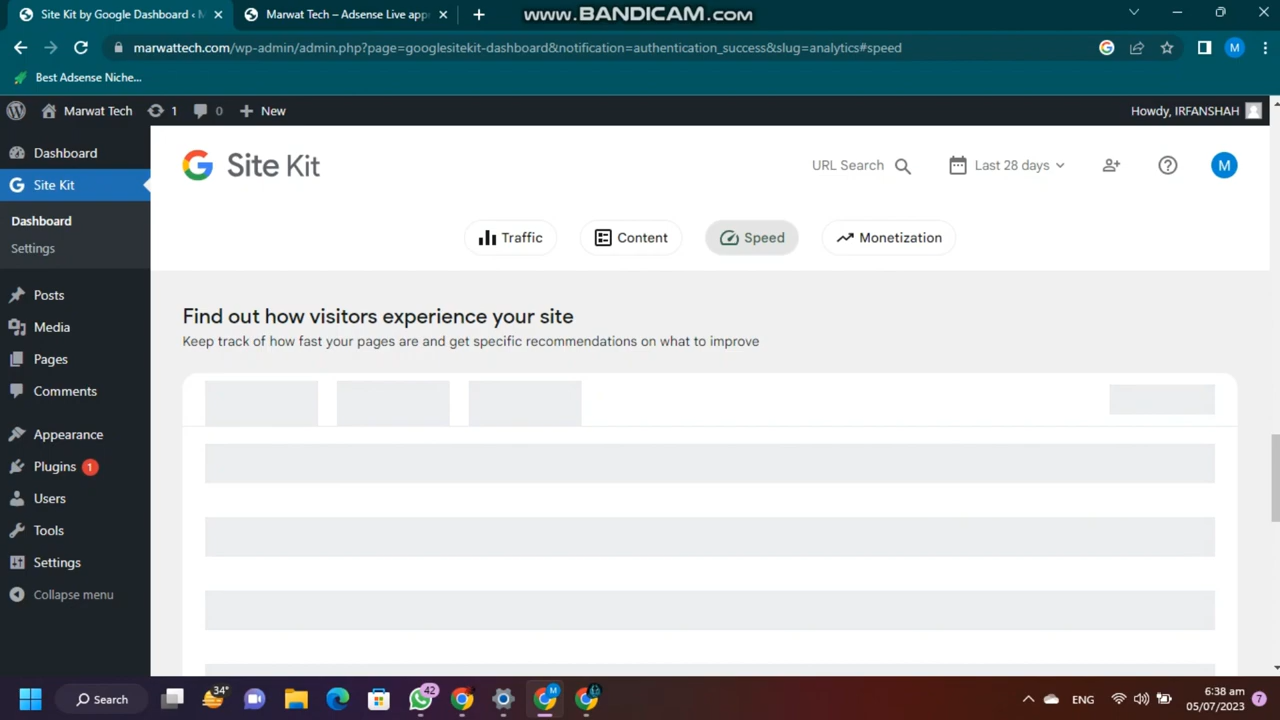 Site Kit by Google Dashboard ‹ M
Marwat Tech – Adsense Live appr
www.BANDICAM.com
marwattech.com/wp-admin/admin.php?page=googlesitekit-dashboard&notification=authentication_success&slug=analytics#speed
M
Best Adsense Niche...
Marwat Tech
1
0
New
Howdy, IRFANSHAH
Dashboard
Site Kit
Dashboard
Settings
Posts
Media
Pages
Comments
Appearance
Plugins 1
Users
Tools
Settings
Collapse menu
G Site Kit
URL Search
Last 28 days
M
Traffic
Content
Speed
Monetization
Find out how visitors experience your site
Keep track of how fast your pages are and get specific recommendations on what to improve
Search
34°
42
M
ENG
6:38 am
05/07/2023
7